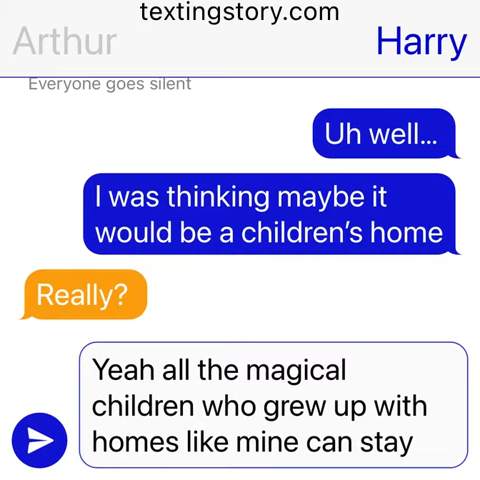 textingstory.com
Arthur
Harry
Everyone goes silent
Uh well...
I was thinking maybe it
would be a children's home
Really?
Yeah all the magical
children who grew up with
homes like mine can stay